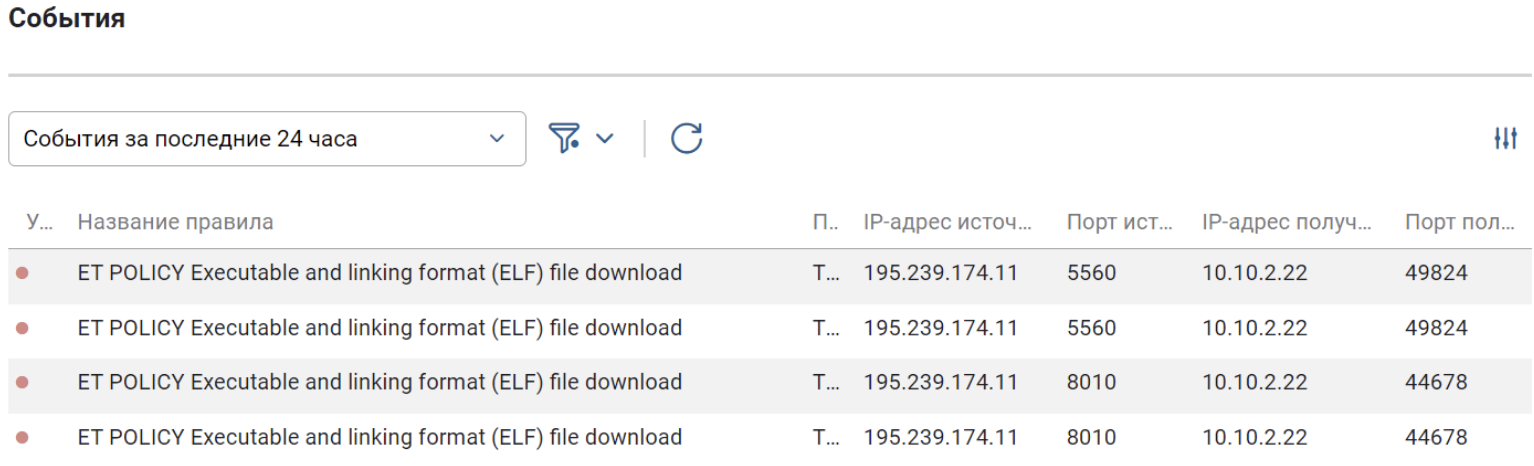 События
События за последние 24 часа
У... Название правила П.. IP-адрес источ... Порт ист... IP-адрес получ... Порт пол...
ET POLICY Executable and linking format (ELF) file download T... 195.239.174.11 5560 10.10.2.22 49824
ET POLICY Executable and linking format (ELF) file download T... 195.239.174.11 5560 10.10.2.22 49824
ET POLICY Executable and linking format (ELF) file download T... 195.239.174.11 8010 10.10.2.22 44678
ET POLICY Executable and linking format (ELF) file download T... 195.239.174.11 8010 10.10.2.22 44678